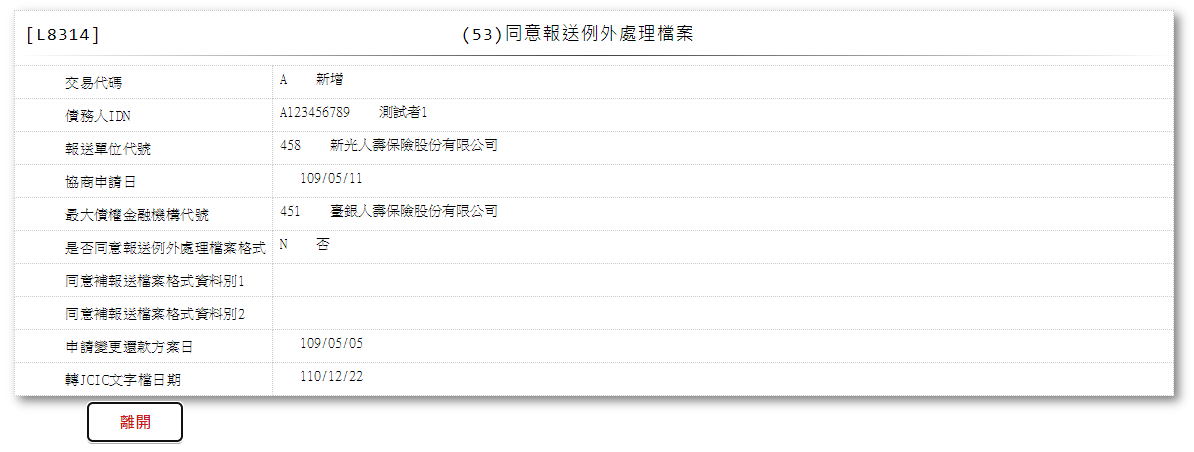 [L8314] (53)同意報送例外處理檔案
交易代碼 A 新增
債務人IDN A123456789 測試者1
報送單位代號 458 新光人壽保險股份有限公司
協商申請日 109/05/11
最大債權金融機構代號 451 臺銀人壽保險股份有限公司
是否同意報送例外處理檔案格式 N 否
同意補報送檔案格式資料別1
同意補報送檔案格式資料別2
申請變更還款方案日 109/05/05
轉JCIC文字檔日期 110/12/22
離開